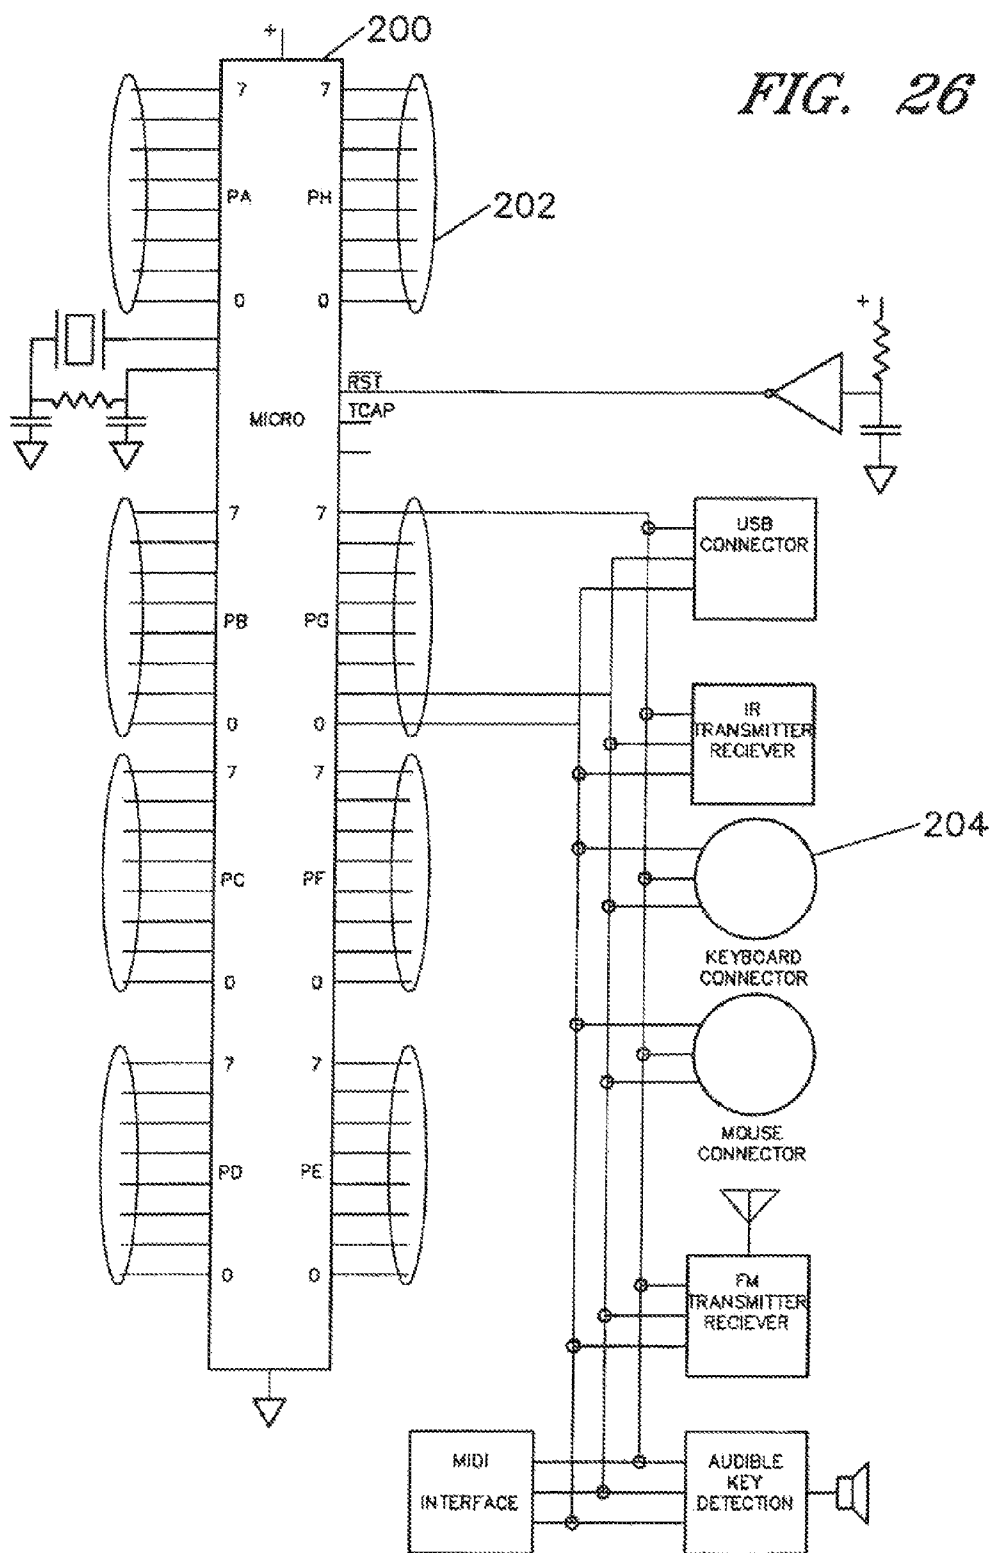 +
200
FIG. 26
7 7
202
PA PH
0 0
+
RST
TCAP
MICRO
7 7
USB
CONNECTOR
PB PG
0 0
IR
TRANSMITTER
RECIEVER
7 7
204
PC PF
KEYBOARD
CONNECTOR
0 0
7 7
MOUSE
CONNECTOR
PD PE
0 0
FM
TRANSMITTER
RECIEVER
MIDI
INTERFACE
AUDIBLE
KEY
DETECTION